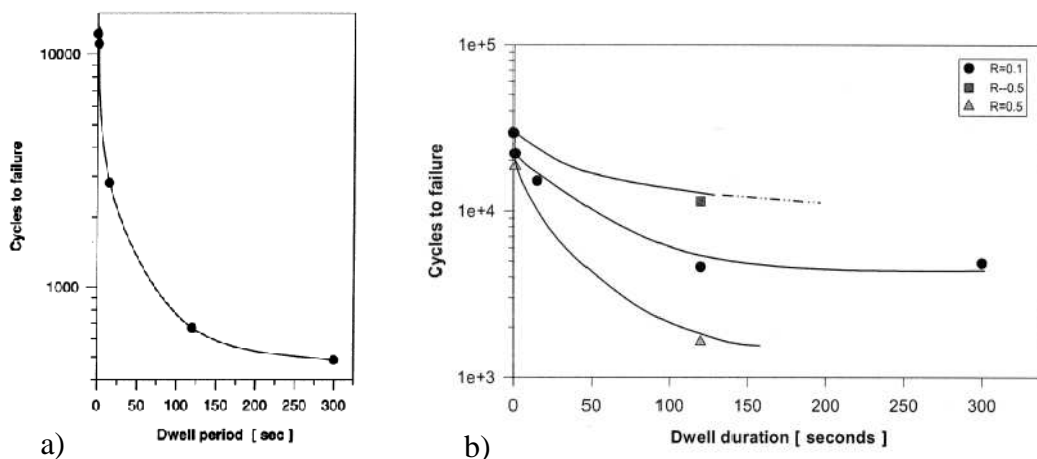 10000
1000
Cycles to failure
0 50 100 150 200 250 300
Dwell period [ sec ]
a)
1e+5
1e+4
1e+3
Cycles to failure
R=0.1
R--0.5
R=0.5
0 50 100 150 200 250 300
Dwell duration [ seconds ]
b)